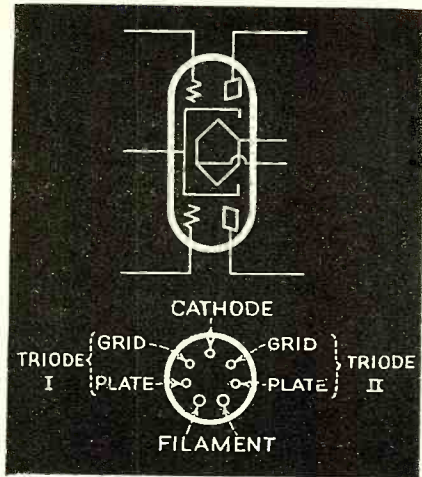 CATHODE
GRID GRID
TRIODE TRIODE
I II
PLATE PLATE
FILAMENT